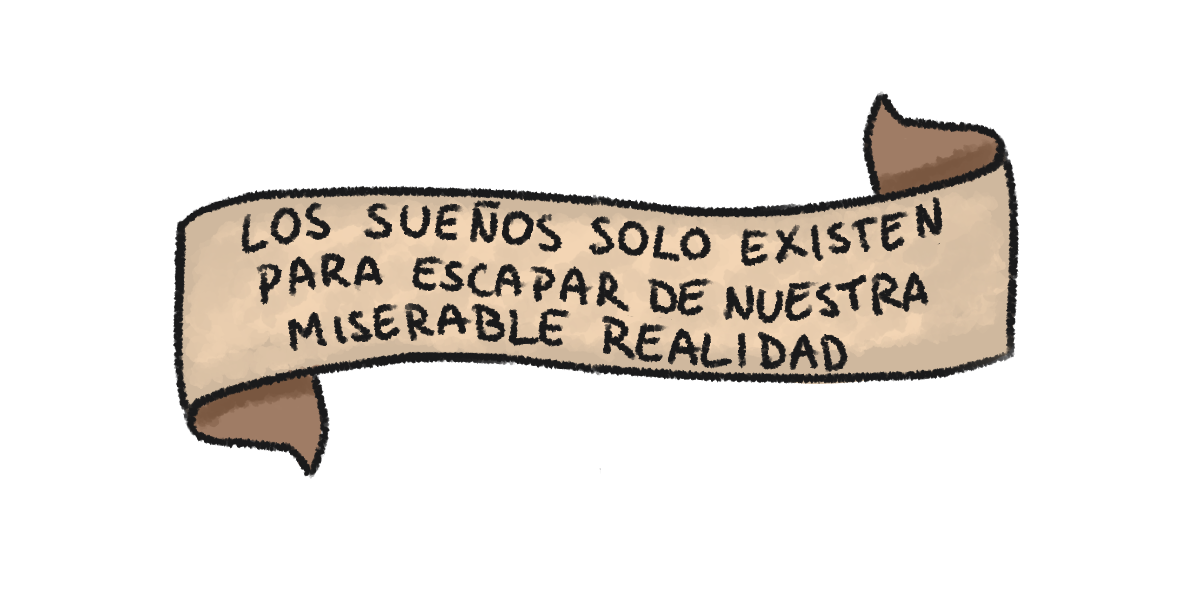 LOS SUEÑOS SOLO EXISTEN
PARA ESCAPAR DE NUESTRA
MISERABLE REALIDAD